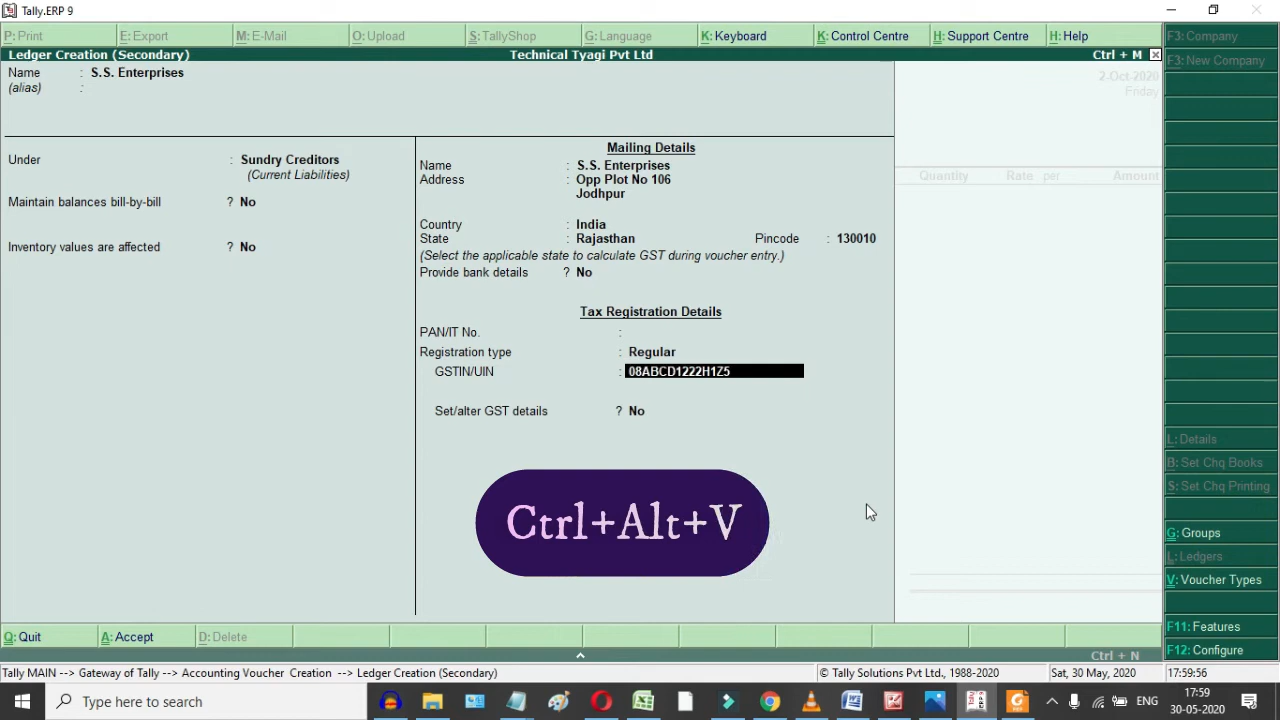 Tally.ERP 9
P: Print E: Export M: E-Mail O: Upload S: TallyShop G: Language K: Keyboard K: Control Centre H: Support Centre H: Help
F3: Company
Ledger Creation (Secondary) Technical Tyagi Pvt Ltd Ctrl + M
F3: New Company
Name : S.S. Enterprises
(alias) :
2-Oct-2020
Friday
Mailing Details
Under : Sundry Creditors
(Current Liabilities)
Name : S.S. Enterprises
Address : Opp Plot No 106
Jodhpur
Quantity Rate per Amount
Maintain balances bill-by-bill ? No
Country : India
State : Rajasthan Pincode : 130010
Inventory values are affected ? No
(Select the applicable state to calculate GST during voucher entry.)
Provide bank details ? No
Tax Registration Details
PAN/IT No. :
Registration type : Regular
GSTIN/UIN : 08ABCD1222H1Z5
Set/alter GST details ? No
Ctrl+Alt+V
L: Details
B: Set Chq Books
S: Set Chq Printing
G: Groups
L: Ledgers
V: Voucher Types
F11: Features
F12: Configure
Q: Quit A: Accept D: Delete
Ctrl + N
Tally MAIN --> Gateway of Tally --> Accounting Voucher Creation --> Ledger Creation (Secondary) © Tally Solutions Pvt Ltd., 1988-2020 Sat, 30 May, 2020 17:59:56
Type here to search
ENG
17:59
30-05-2020